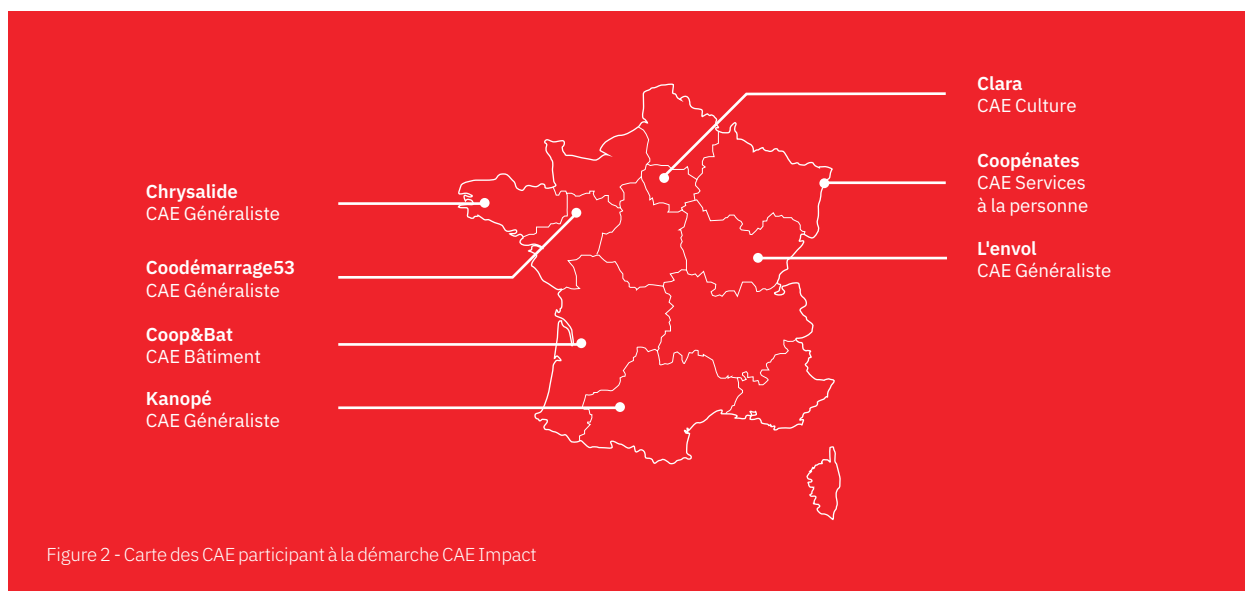 Chrysalide
CAE Généraliste
Coodémarrage53
CAE Généraliste
Coop&Bat
CAE Bâtiment
Kanopé
CAE Généraliste
Clara
CAE Culture
Coopénates
CAE Services
à la personne
L'envol
CAE Généraliste
Figure 2 - Carte des CAE participant à la démarche CAE Impact